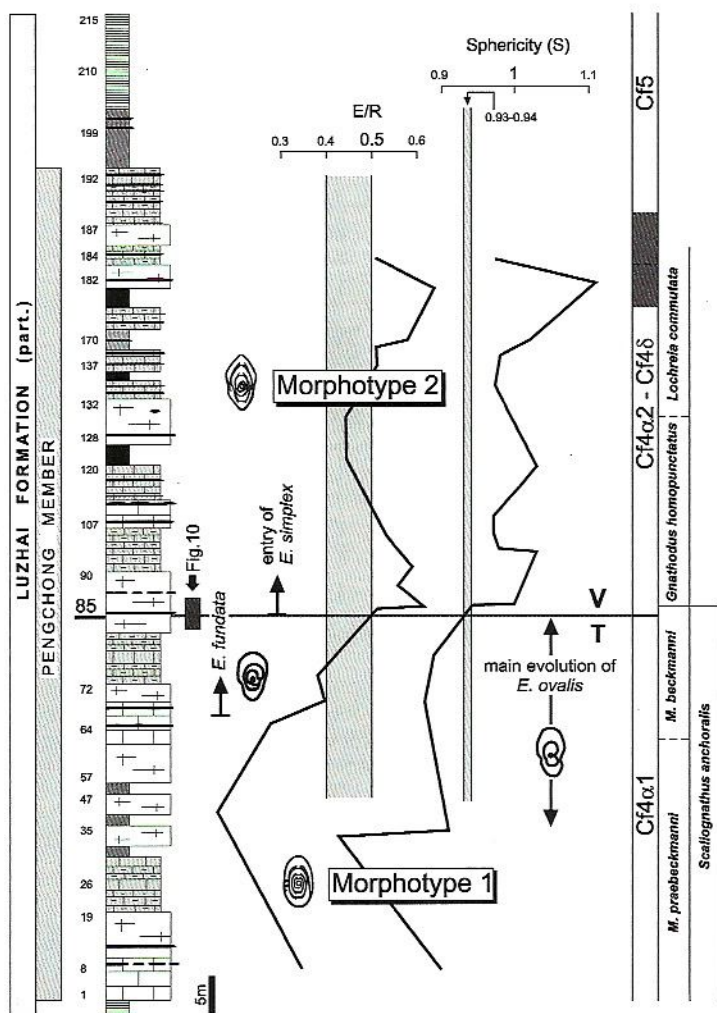 LUZHAI FORMATION (part.)
PENGCHONG MEMBER
215
210
199
192
187
184
182
170
137
132
128
120
107
90
85
72
64
57
47
35
26
19
8
1
5m
Fig.10
E. fundata
entry of
E. simplex
E/R
0.3
0.4
0.5
0.6
Sphericity (S)
0.9
1
1.1
0.93-0.94
Morphotype 2
Morphotype 1
V
T
main evolution of
E. ovalis
Cf5
Cf4α2 - Cf4δ
Cf4α1
Lochreia commutata
Gnathodus homopunctatus
M. beckmanni
M. praebeckmanni
Scaliognathus anchoralis